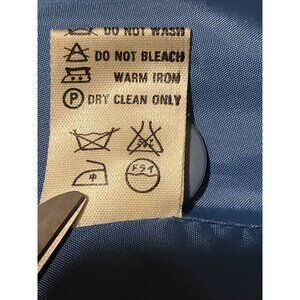 DO NOT WASH
DO NOT BLEACH
WARM IRON
P DRY CLEAN ONLY
中 ドライ